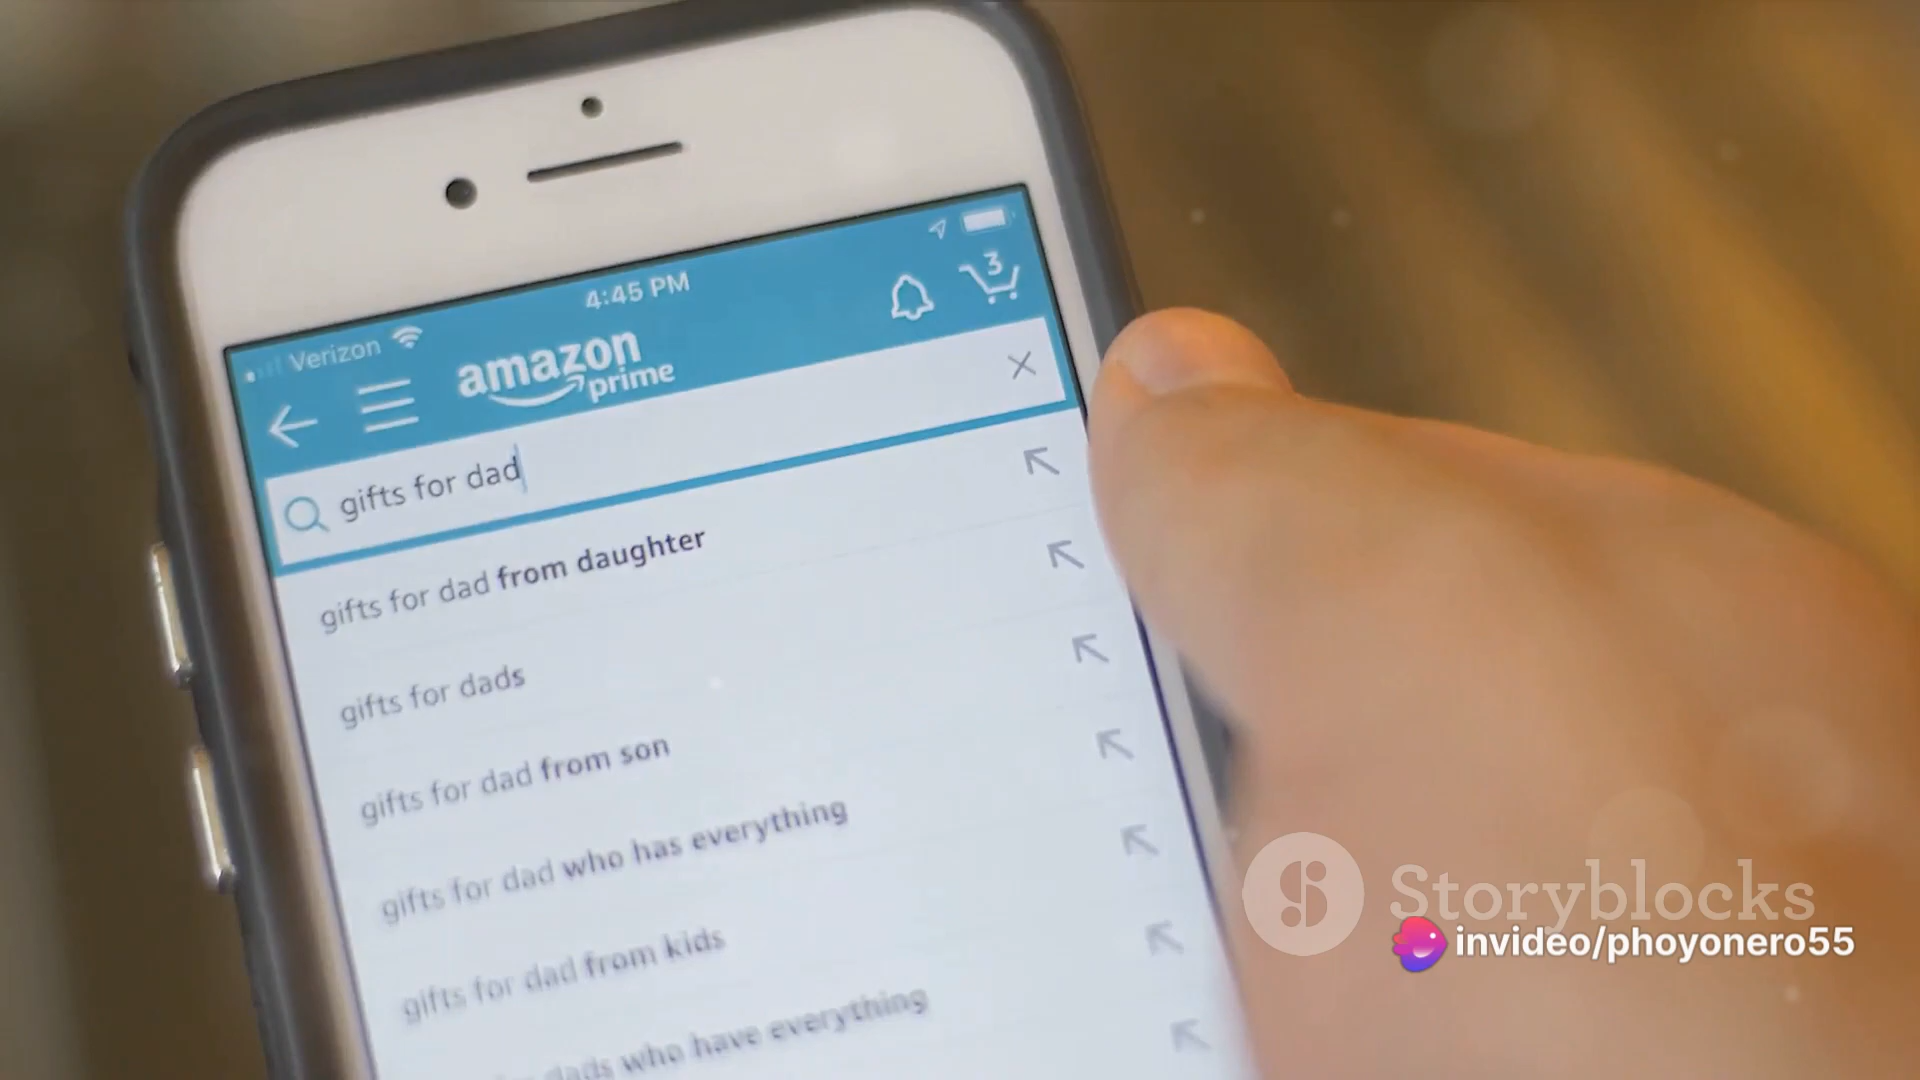 4:45 PM
Verizon
3
amazon
prime
gifts for dad
gifts for dad from daughter
gifts for dads
gifts for dad from son
gifts for dad who has everything
gifts for dad from kids
dads who have everything
Storyblocks
invideo/phoyonero55